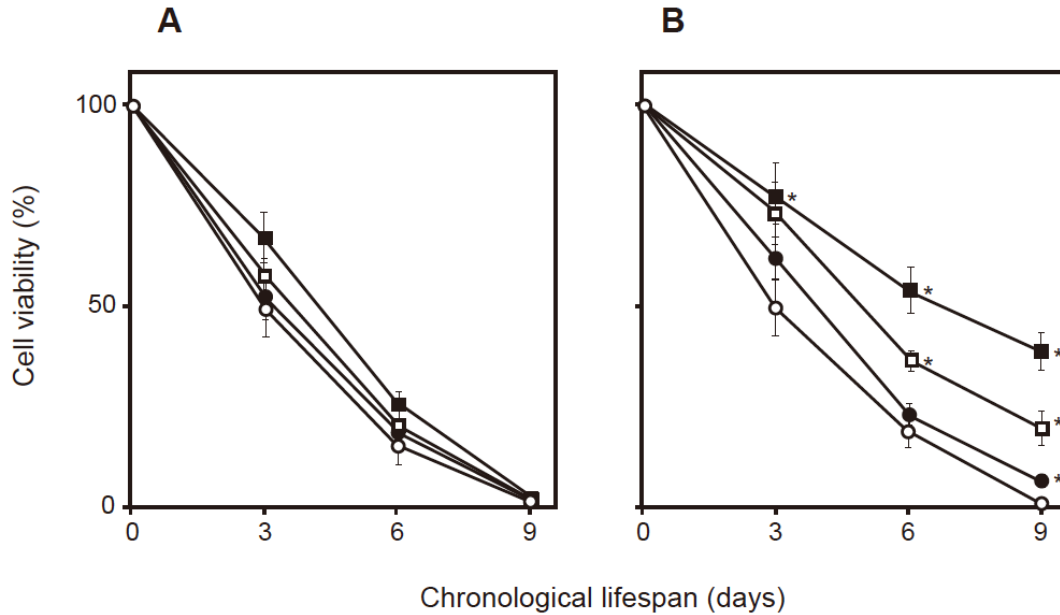 A B
100
50
0
Cell viability (%)
0 3 6 9 0 3 6 9
* * * * * *
Chronological lifespan (days)